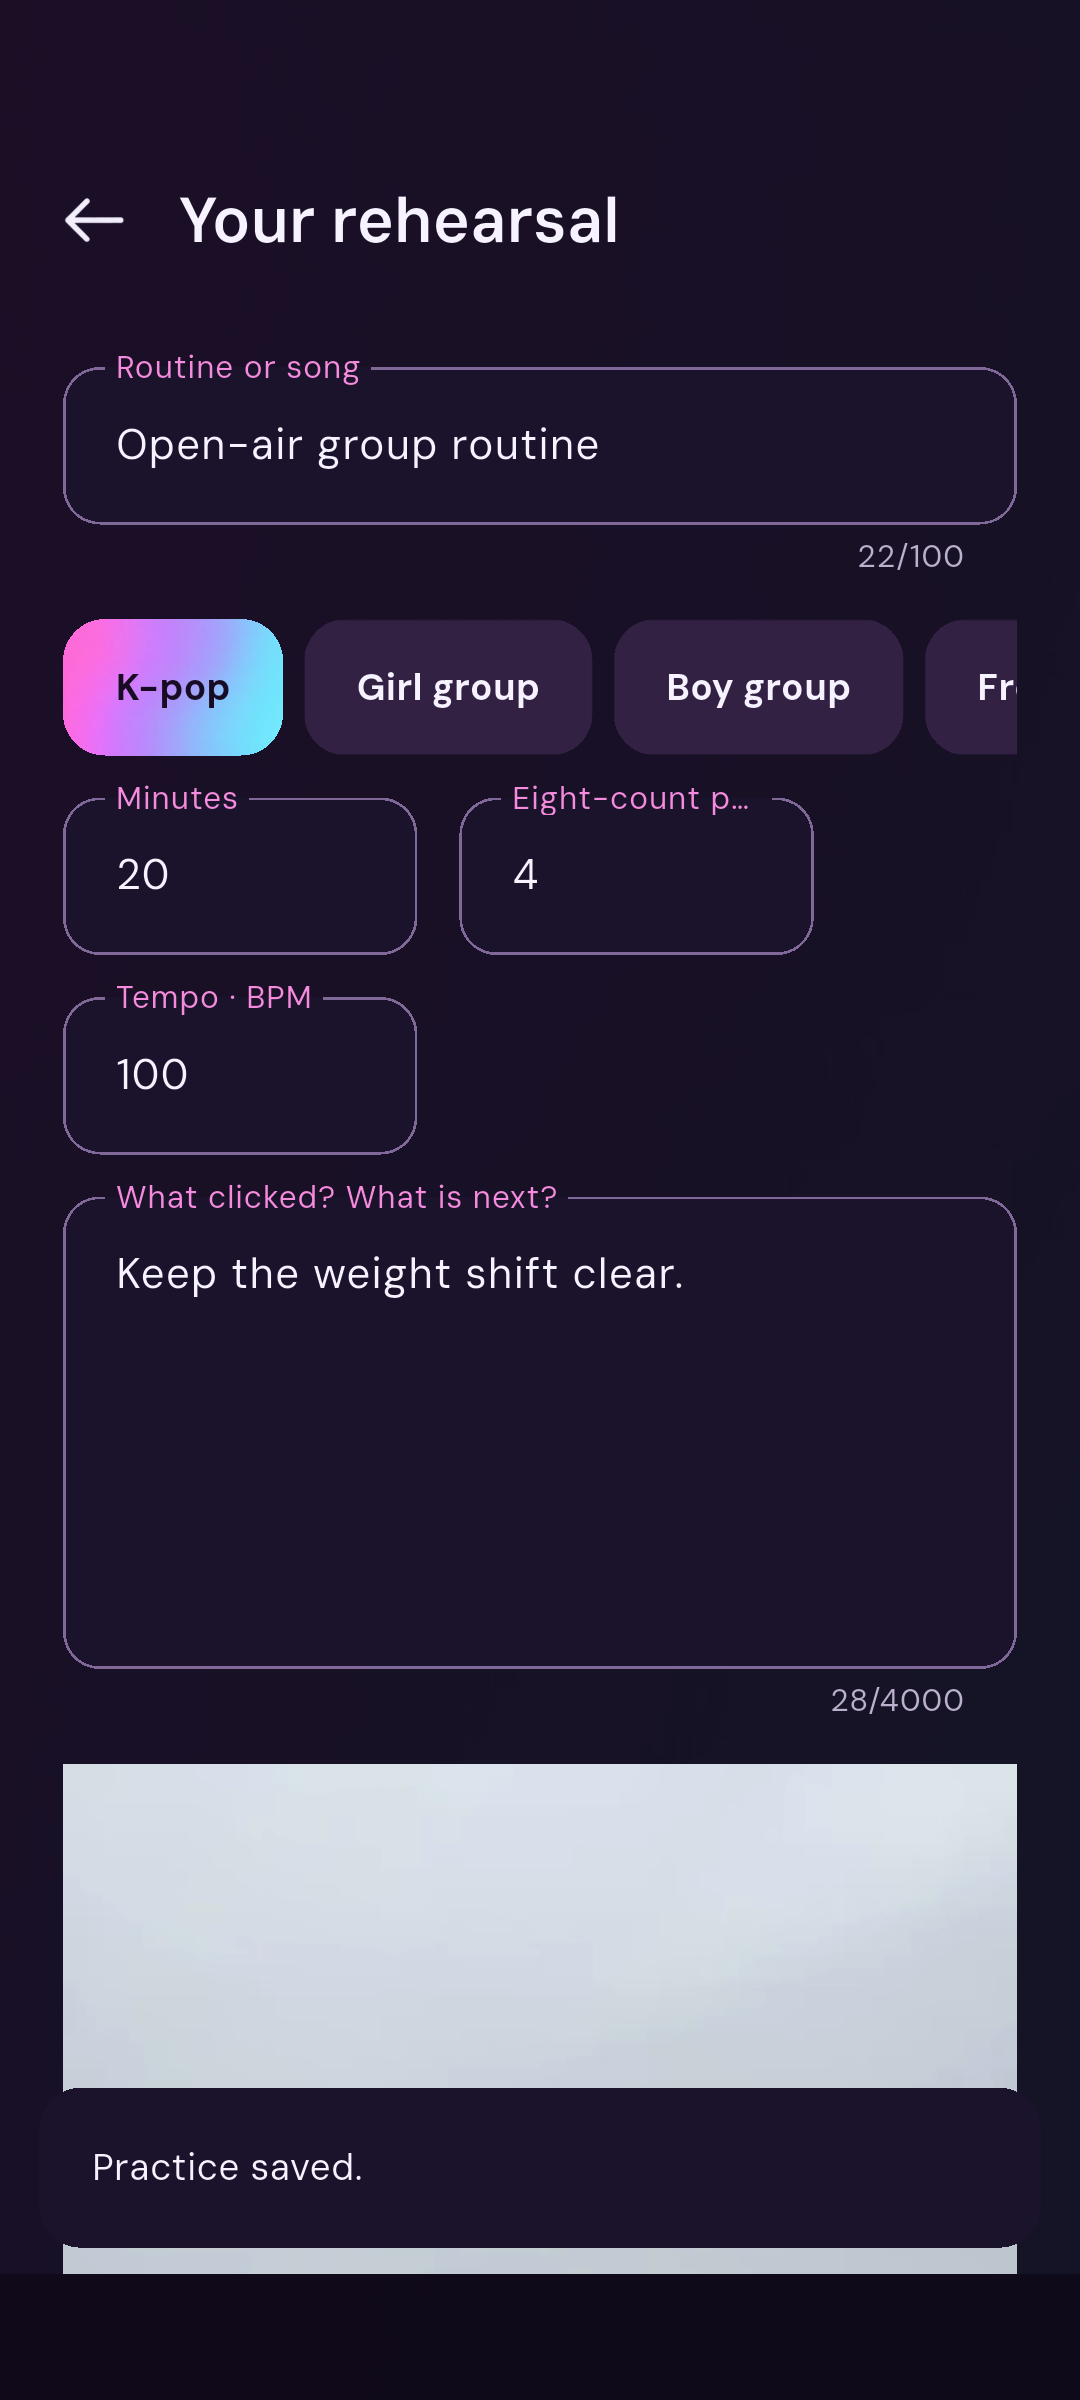 Your rehearsal
Routine or song
Open-air group routine
22/100
K-pop
Girl group
Boy group
Minutes
20
Eight-count p...
4
Tempo · BPM
100
What clicked? What is next?
Keep the weight shift clear.
28/4000
Practice saved.